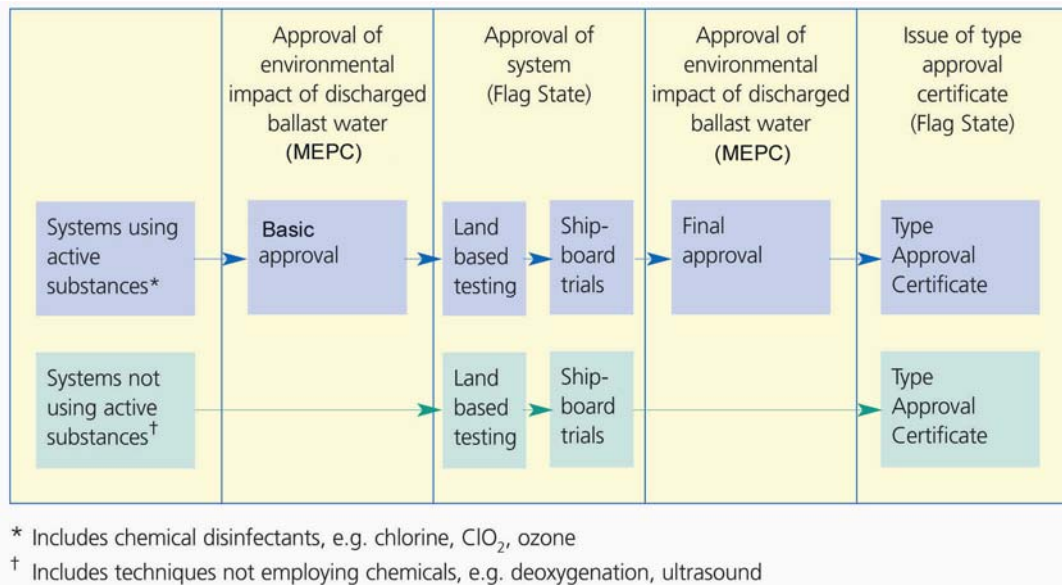 Approval of
environmental
impact of discharged
ballast water
(MEPC)
Approval of
system
(Flag State)
Approval of
environmental
impact of discharged
ballast water
(MEPC)
Issue of type
approval
certificate
(Flag State)
Systems using
active
substances*
Basic
approval
Land
based
testing
Ship-
board
trials
Final
approval
Type
Approval
Certificate
Systems not
using active
substances†
Land
based
testing
Ship-
board
trials
Type
Approval
Certificate
* Includes chemical disinfectants, e.g. chlorine, ClO₂, ozone
† Includes techniques not employing chemicals, e.g. deoxygenation, ultrasound